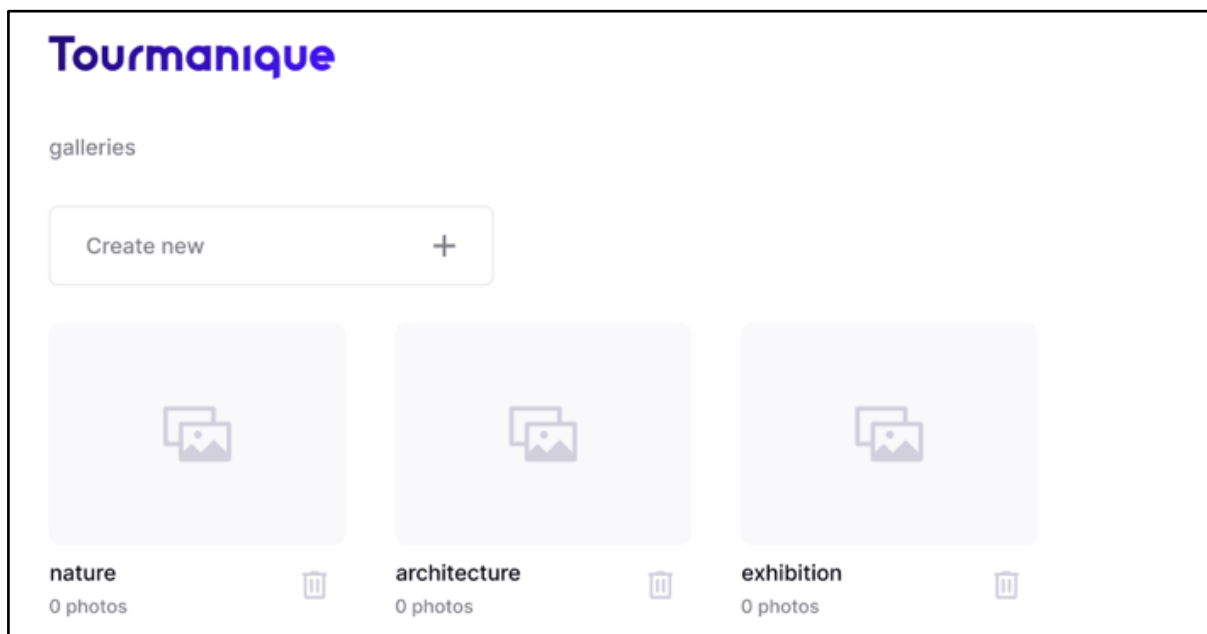 Tourmanique
galleries
Create new +
nature
0 photos
architecture
0 photos
exhibition
0 photos